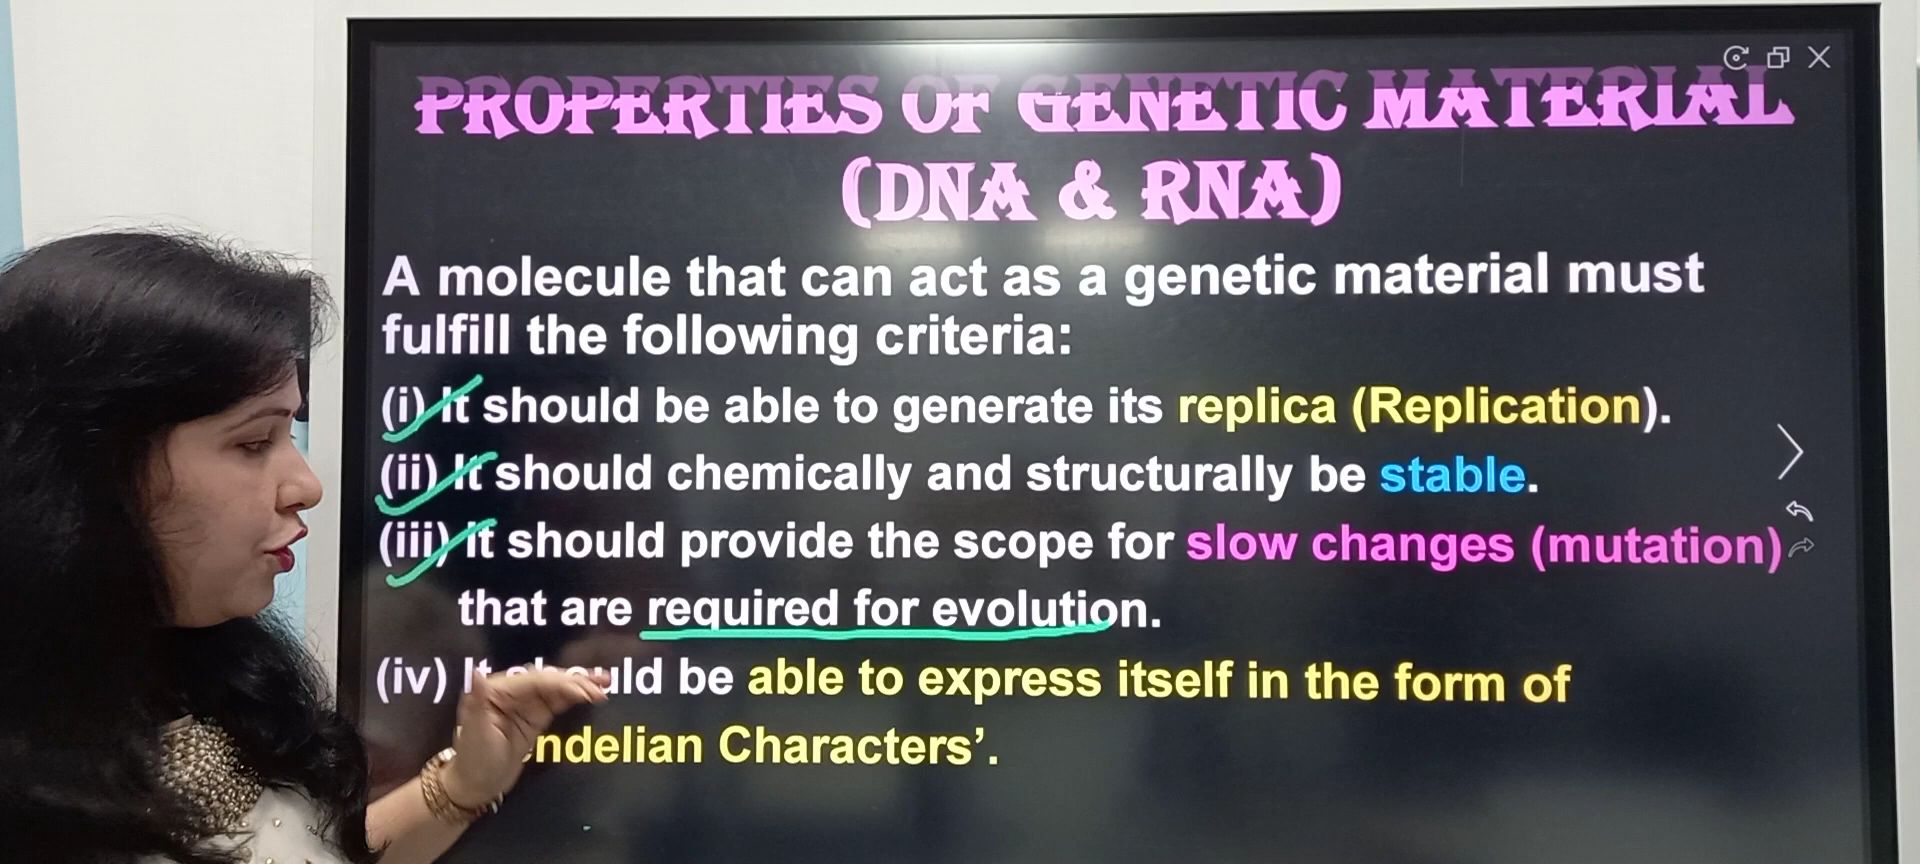 PROPERTIES OF GENETIC MATERIAL
(DNA & RNA)
A molecule that can act as a genetic material must
fulfill the following criteria:
(i) It should be able to generate its replica (Replication).
(ii) It should chemically and structurally be stable.
(iii) It should provide the scope for slow changes (mutation)
that are required for evolution.
(iv) It should be able to express itself in the form of
Characters’.